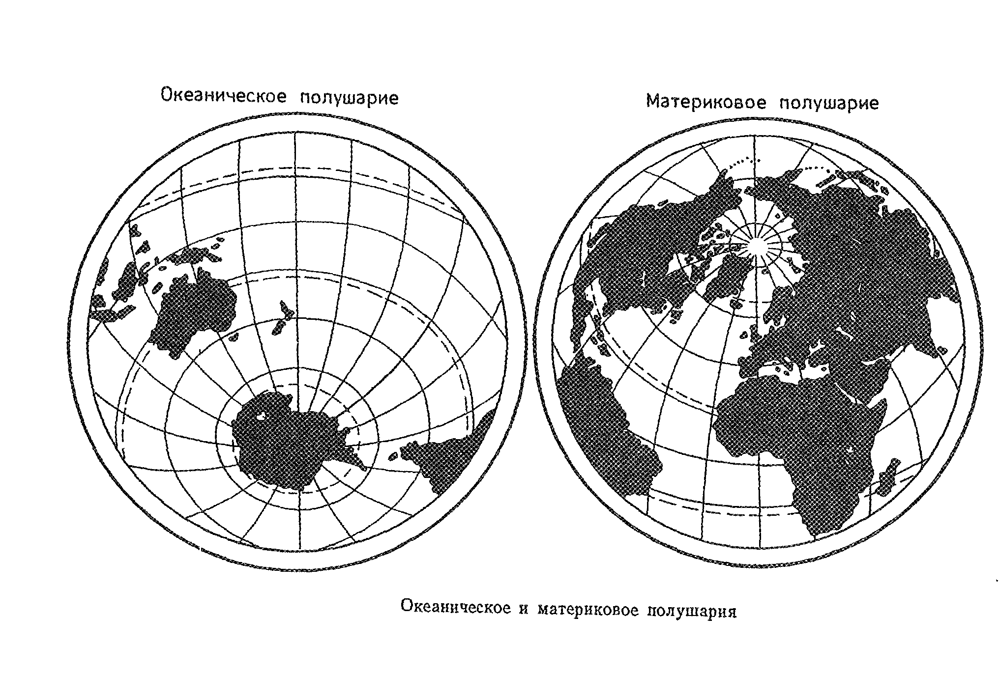 Океаническое полушарие
Материковое полушарие
Океаническое и материковое полушария